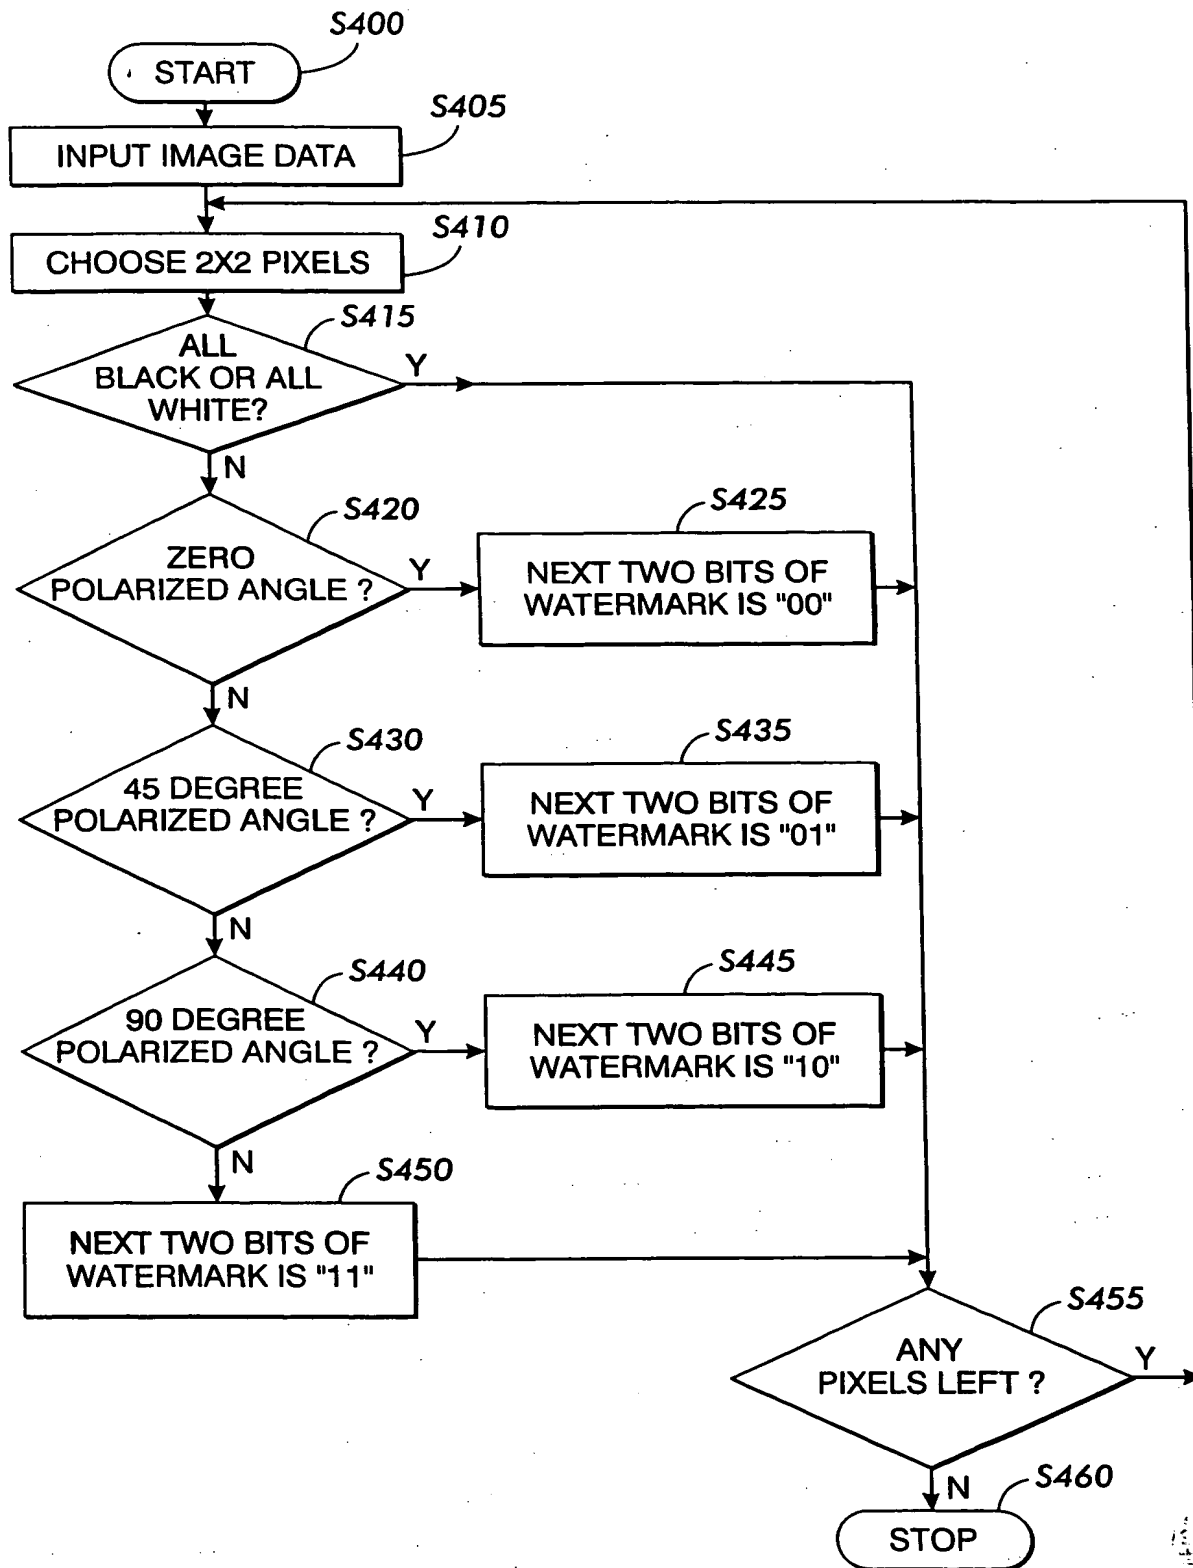 S400
START
S405
INPUT IMAGE DATA
S410
CHOOSE 2X2 PIXELS
S415
ALL
BLACK OR ALL
WHITE?
Y
N
S420
ZERO
POLARIZED ANGLE ?
Y
S425
NEXT TWO BITS OF
WATERMARK IS "00"
N
S430
45 DEGREE
POLARIZED ANGLE ?
Y
S435
NEXT TWO BITS OF
WATERMARK IS "01"
N
S440
90 DEGREE
POLARIZED ANGLE ?
Y
S445
NEXT TWO BITS OF
WATERMARK IS "10"
N
S450
NEXT TWO BITS OF
WATERMARK IS "11"
S455
ANY
PIXELS LEFT ?
Y
N
S460
STOP